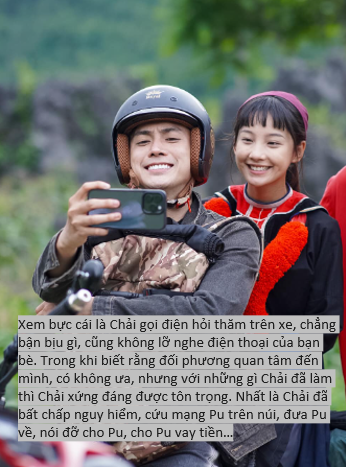 Xem bực cái là Chải gọi điện hỏi thăm trên xe, chẳng
bận bịu gì, cũng không lỡ nghe điện thoại của bạn
bè. Trong khi biết rằng đối phương quan tâm đến
mình, có không ưa, nhưng với những gì Chải đã làm
thì Chải xứng đáng được tôn trọng. Nhất là Chải đã
bất chấp nguy hiểm, cứu mạng Pu trên núi, đưa Pu
về, nói đỡ cho Pu, cho Pu vay tiền...